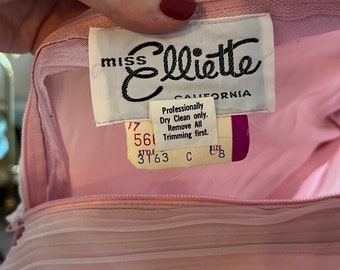 miss Elliette
CALIFORNIA
Professionally
Dry Clean only.
Remove All
Trimming first.
STYLE SIZE
3163 C 8